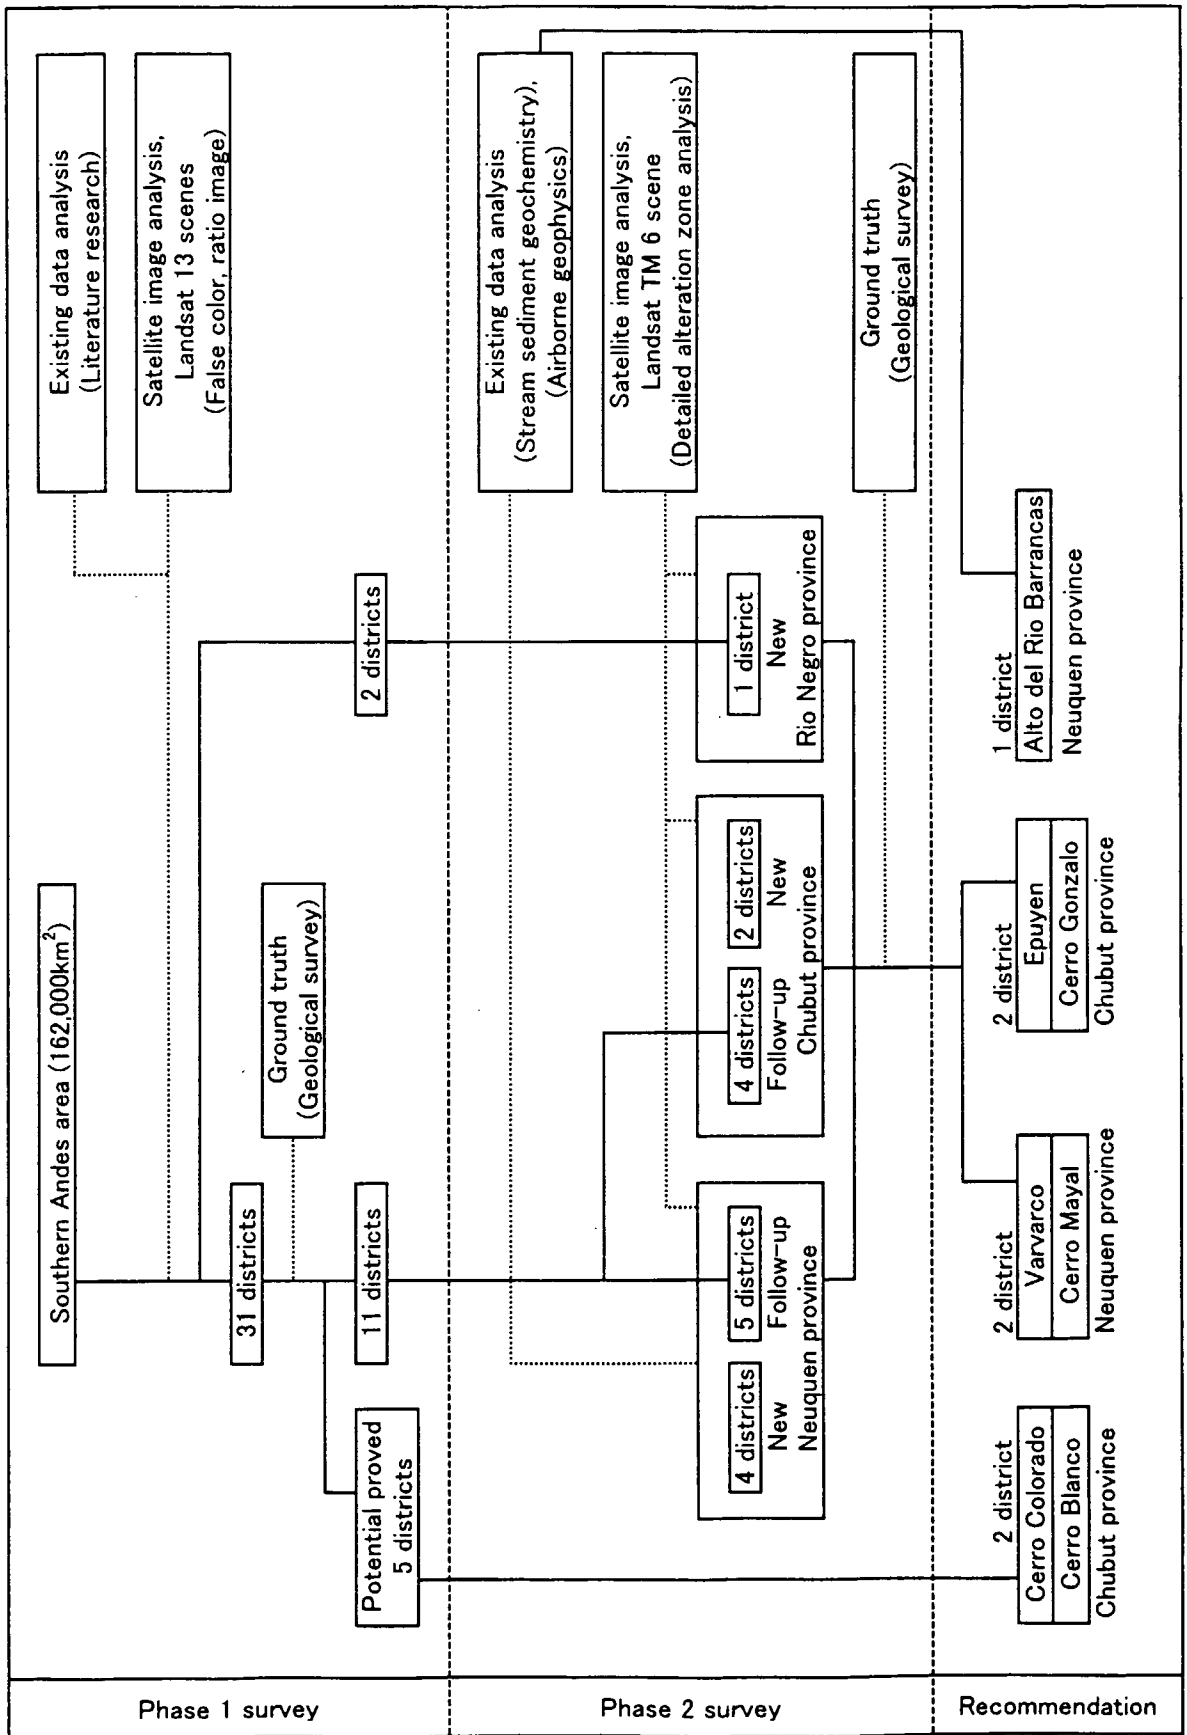 Phase 1 survey
Southern Andes area (162,000km²)
Existing data analysis
(Literature research)
Satellite image analysis,
Landsat 13 scenes
(False color, ratio image)
31 districts
Ground truth
(Geological survey)
Potential proved
5 districts
11 districts
2 districts
Phase 2 survey
Existing data analysis
(Stream sediment geochemistry),
(Airborne geophysics)
Satellite image analysis,
Landsat TM 6 scene
(Detailed alteration zone analysis)
4 districts
New
5 districts
Follow-up
Neuquen province
4 districts
Follow-up
2 districts
New
Chubut province
1 district
New
Rio Negro province
Ground truth
(Geological survey)
Recommendation
2 district
Cerro Colorado
Cerro Blanco
Chubut province
2 district
Varvarco
Cerro Mayal
Neuquen province
2 district
Epuyen
Cerro Gonzalo
Chubut province
1 district
Alto del Rio Barrancas
Neuquen province